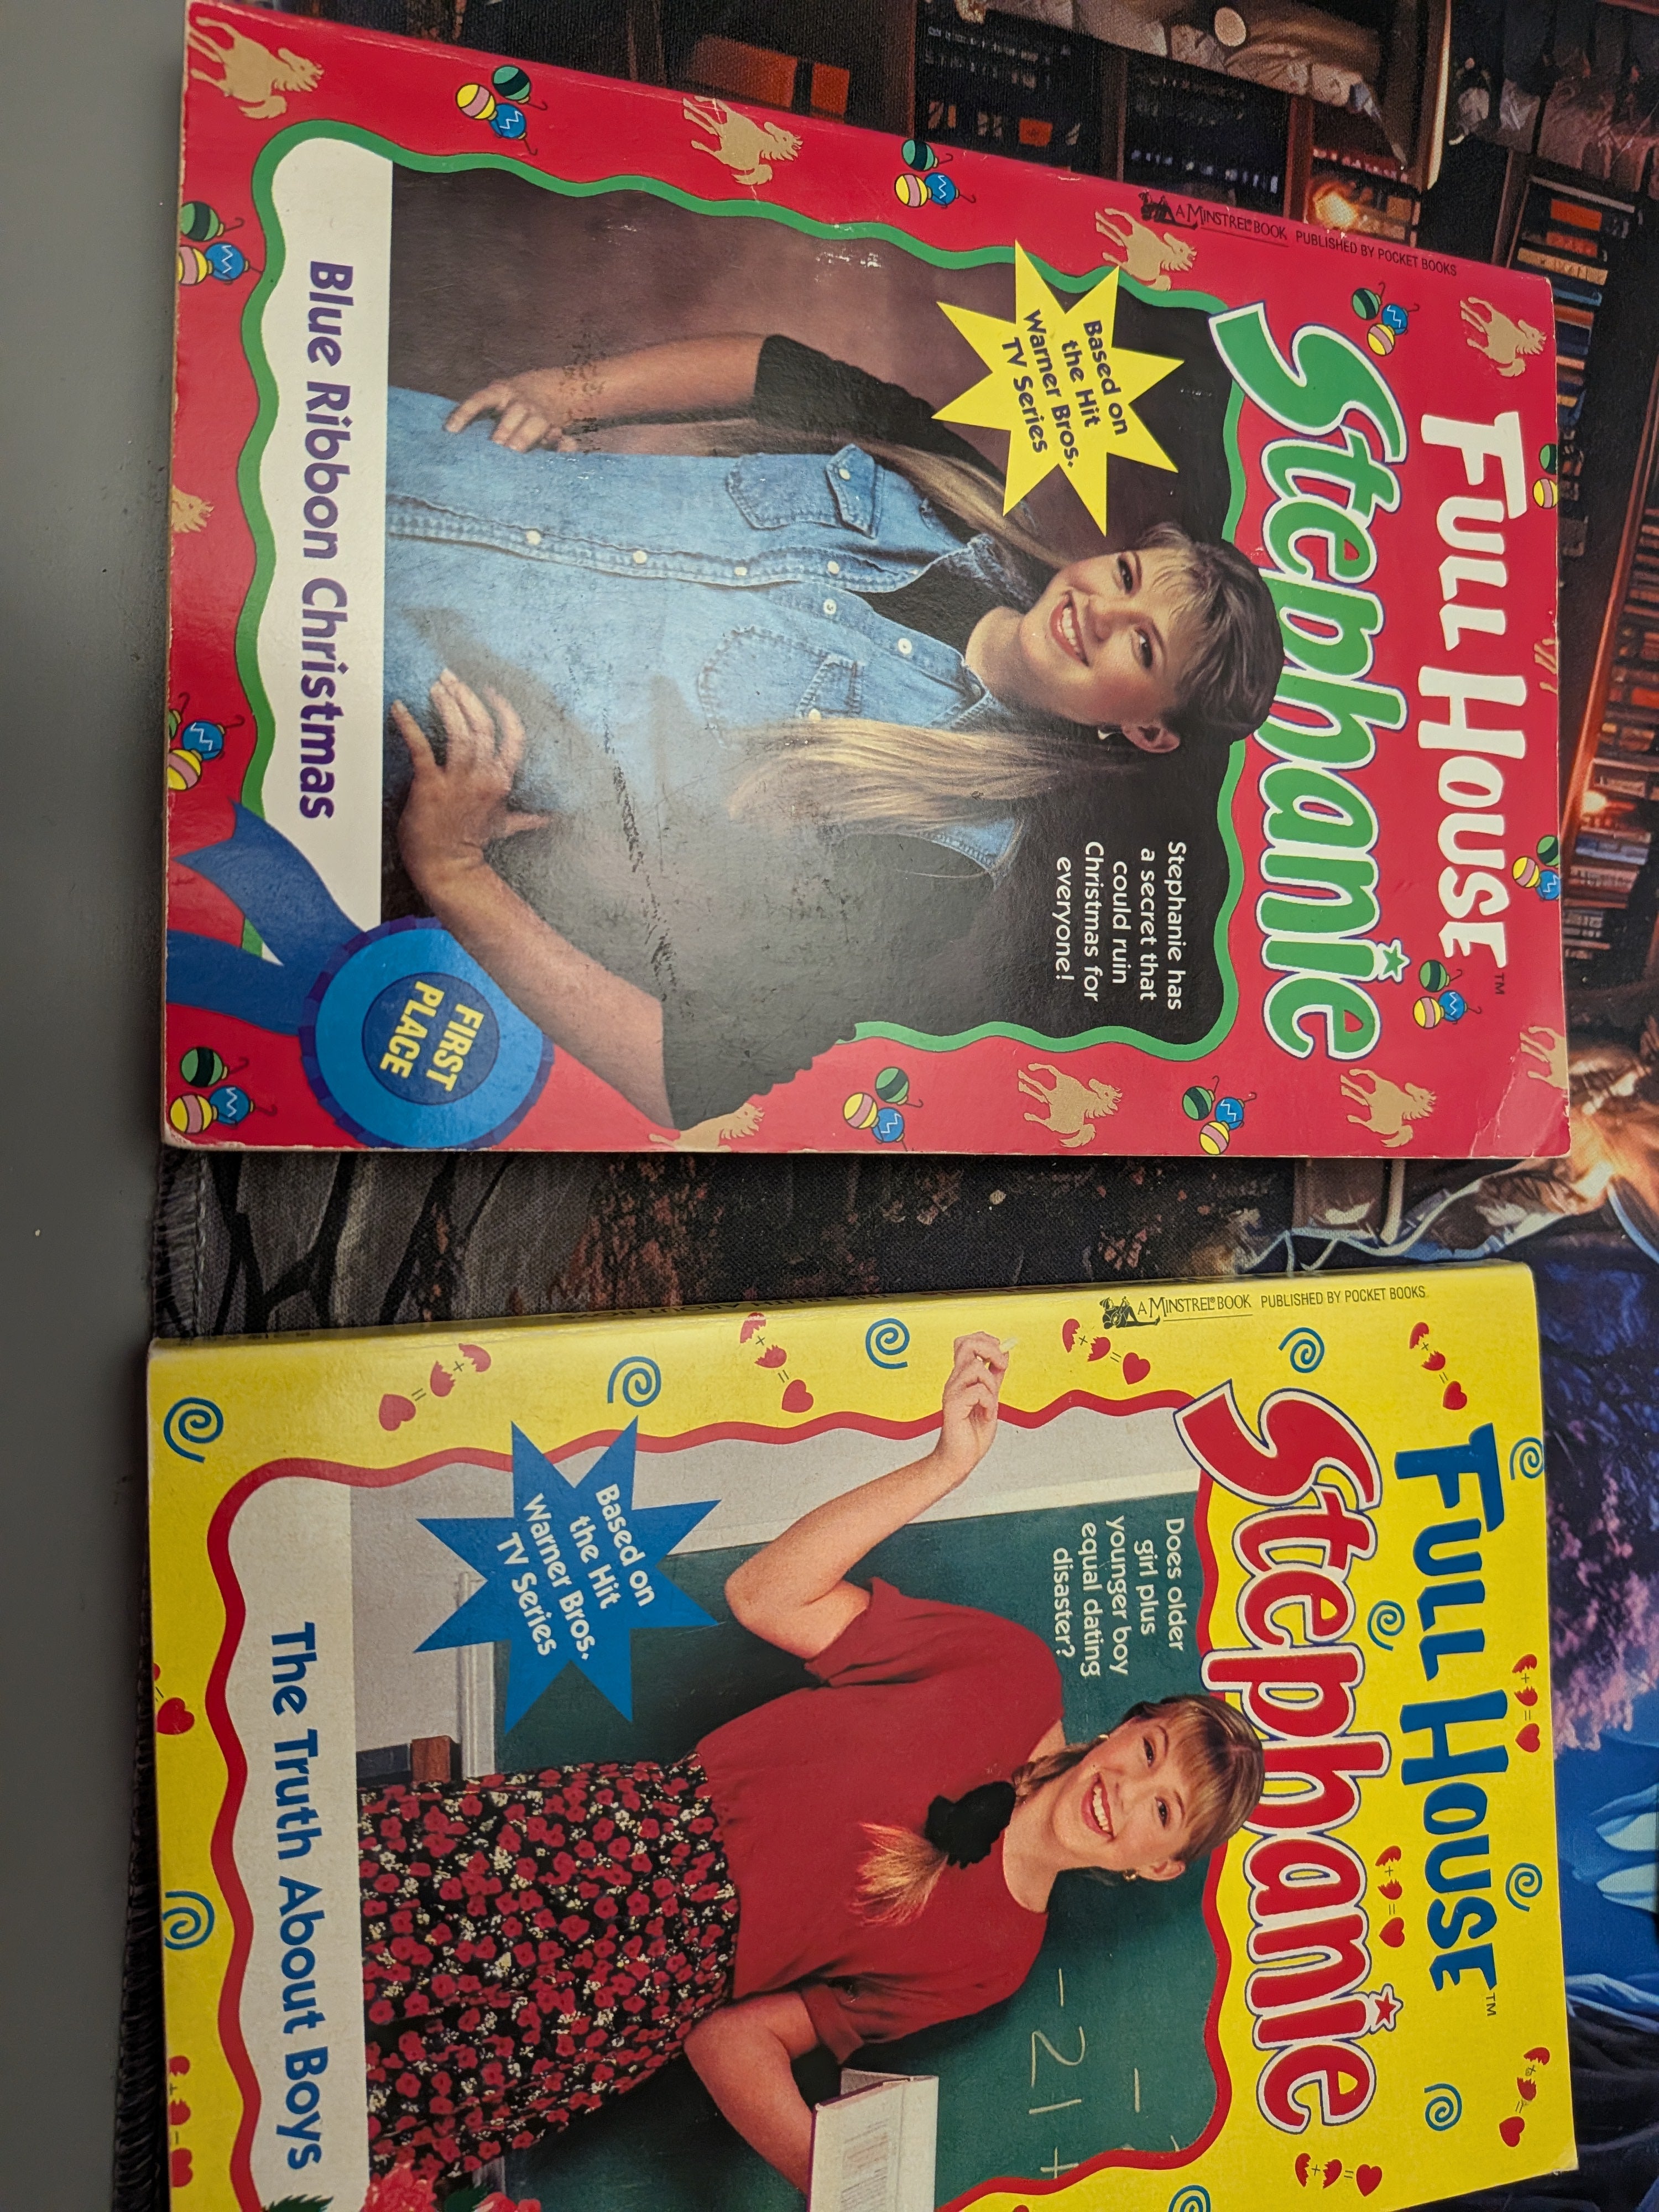 A MINSTREL® BOOK PUBLISHED BY POCKET BOOKS
FULL HOUSE™
Stephanie
Based on
the Hit
Warner Bros.
TV Series
Stephanie has
a secret that
could ruin
Christmas for
everyone!
FIRST
PLACE
Blue Ribbon Christmas
A MINSTREL® BOOK PUBLISHED BY POCKET BOOKS
FULL HOUSE™
Stephanie
Does older
girl plus
younger boy
equal dating
disaster?
Based on
the Hit
Warner Bros.
TV Series
- 21 +
The Truth About Boys